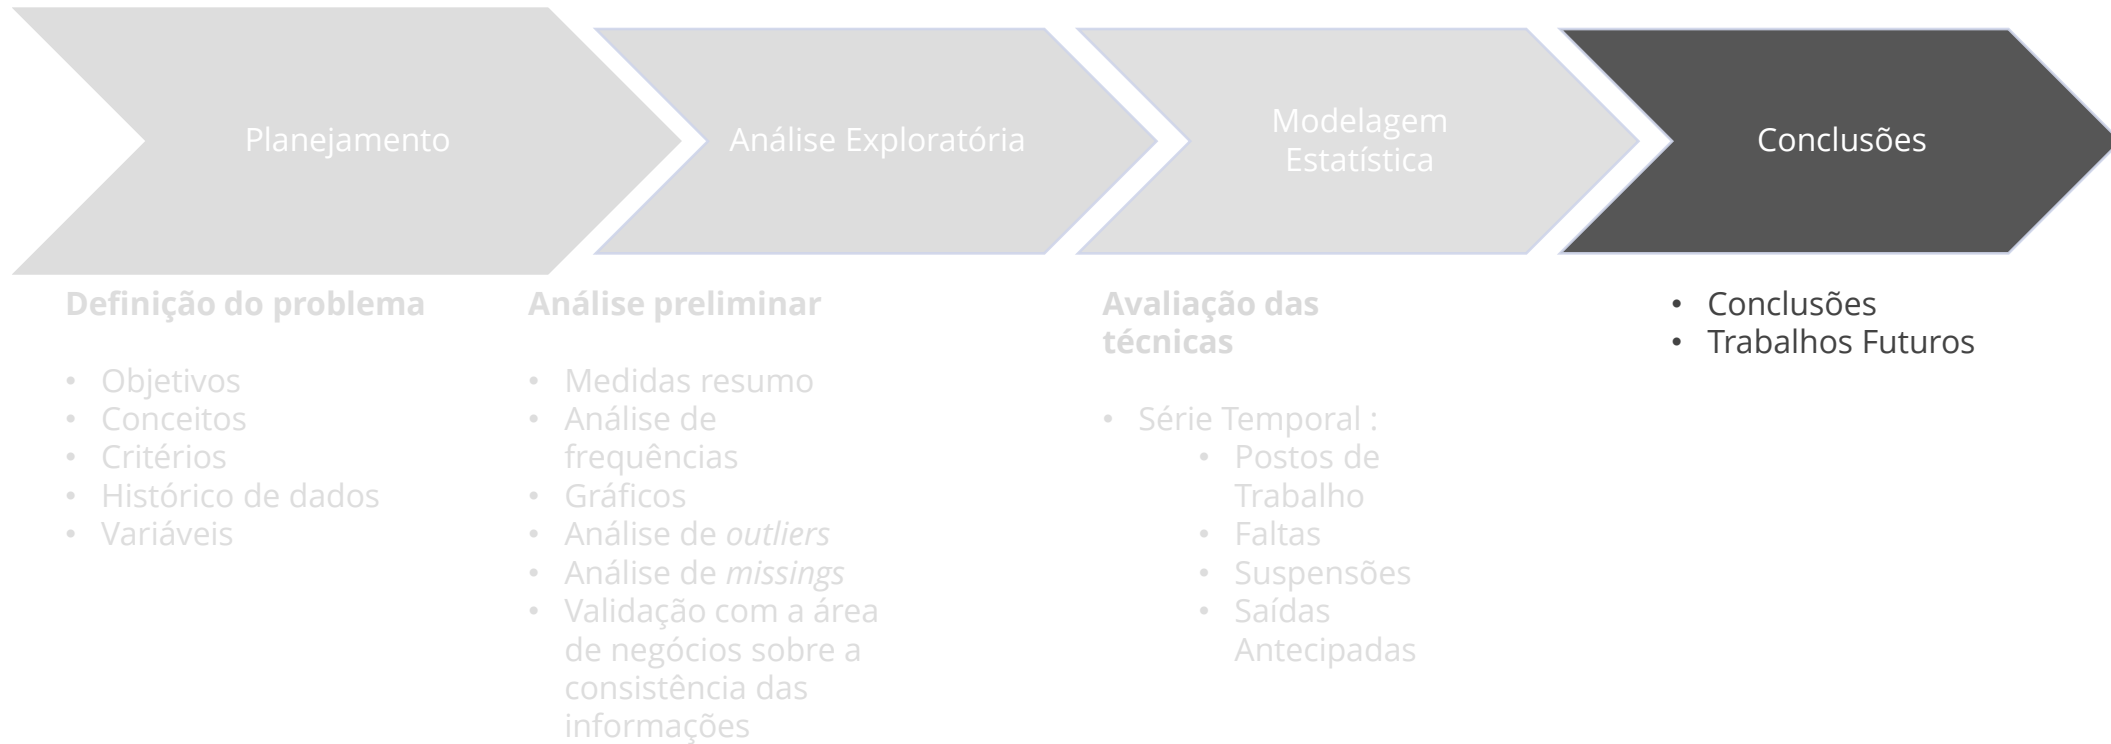 Planejamento
Análise Exploratória
Modelagem
Estatística
Conclusões
Definição do problema
• Objetivos
• Conceitos
• Critérios
• Histórico de dados
• Variáveis
Análise preliminar
• Medidas resumo
• Análise de
frequências
• Gráficos
• Análise de outliers
• Análise de missings
• Validação com a área
de negócios sobre a
consistência das
informações
Avaliação das
técnicas
• Série Temporal :
• Postos de
Trabalho
• Faltas
• Suspensões
• Saídas
Antecipadas
• Conclusões
• Trabalhos Futuros